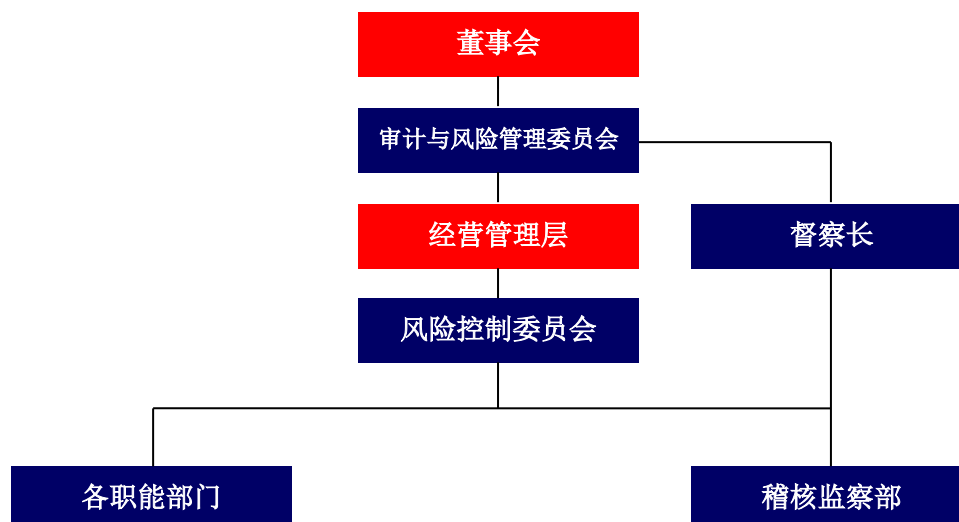 董事会
审计与风险管理委员会
经营管理层
督察长
风险控制委员会
各职能部门
稽核监察部